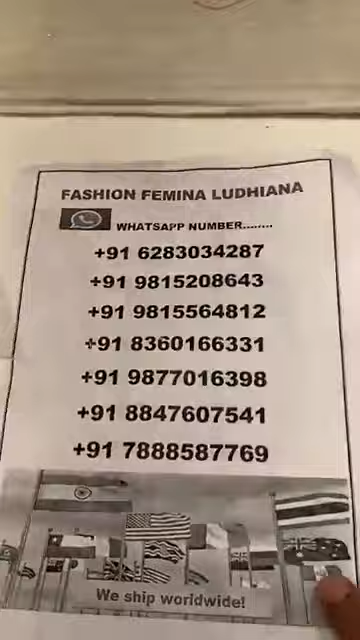 FASHION FEMINA LUDHIANA
WHATSAPP NUMBER........
+91 6283034287
+91 9815208643
+91 9815564812
+91 8360166331
+91 9877016398
+91 8847607541
+91 7888587769
We ship worldwide!